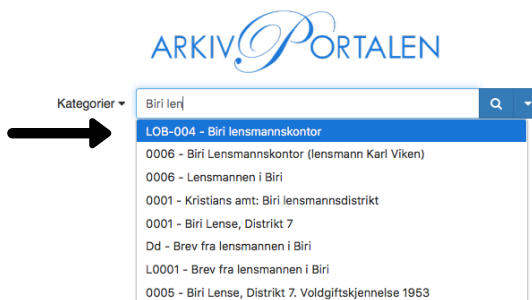 ARKIVPORTALEN
Kategorier
Biri len
LOB-004 - Biri lensmannskontor
0006 - Biri Lensmannskontor (lensmann Karl Viken)
0006 - Lensmannen i Biri
0001 - Kristians amt: Biri lensmannsdistrikt
0001 - Biri Lense, Distrikt 7
Dd - Brev fra lensmannen i Biri
L0001 - Brev fra lensmannen i Biri
0005 - Biri Lense, Distrikt 7. Voldgiftskjennelse 1953